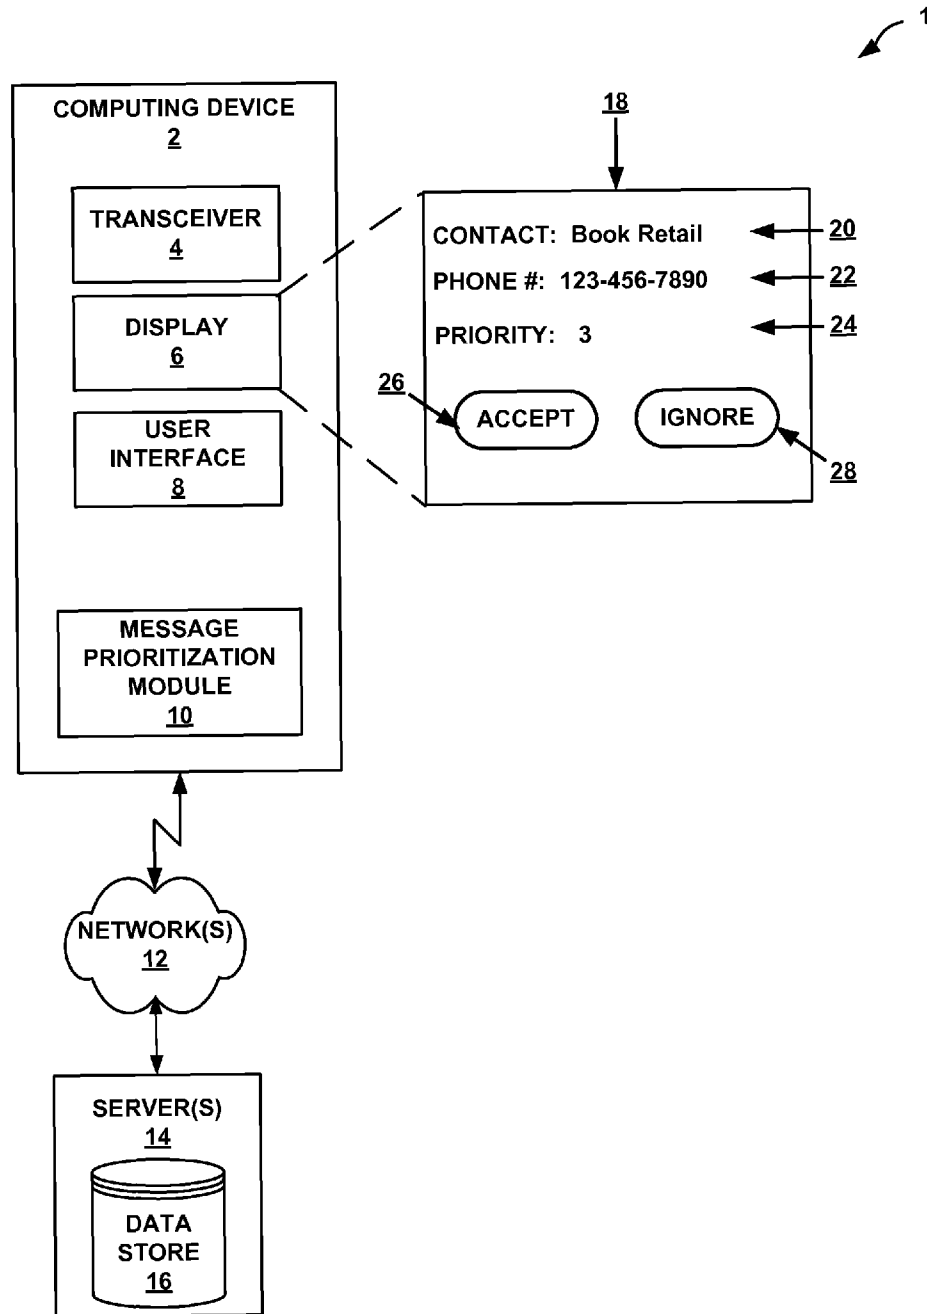 1
COMPUTING DEVICE
2
TRANSCEIVER
4
DISPLAY
6
USER
INTERFACE
8
MESSAGE
PRIORITIZATION
MODULE
10
18
CONTACT: Book Retail
20
PHONE #: 123-456-7890
22
PRIORITY: 3
24
26
ACCEPT
IGNORE
28
NETWORK(S)
12
SERVER(S)
14
DATA
STORE
16